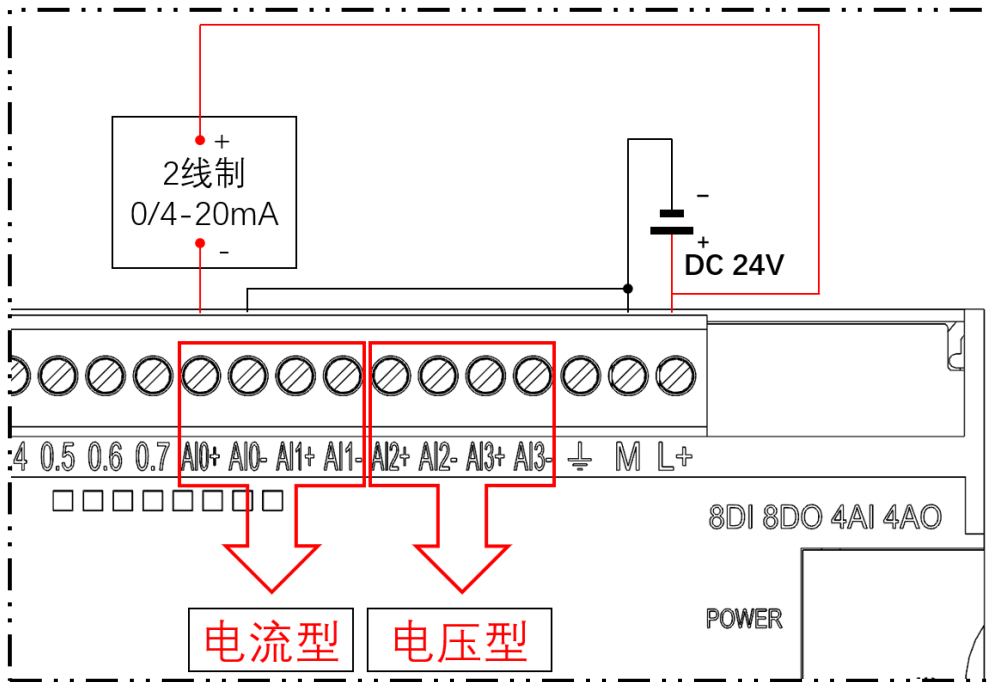 +
2线制
0/4-20mA
-
-
+
DC 24V
4 0.5 0.6 0.7 AI0+ AI0- AI1+ AI1- AI2+ AI2- AI3+ AI3- M L+
8DI 8DO 4AI 4AO
POWER
电流型
电压型